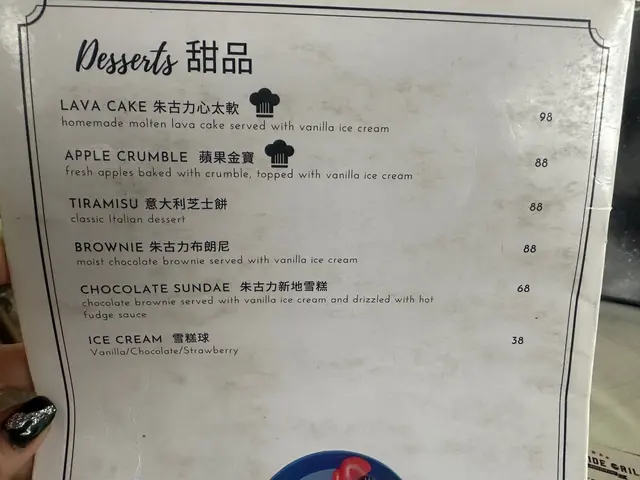 Desserts 甜品
LAVA CAKE 朱古力心太軟 98
homemade molten lava cake served with vanilla ice cream
APPLE CRUMBLE 蘋果金寶 88
fresh apples baked with crumble, topped with vanilla ice cream
TIRAMISU 意大利芝士餅 88
classic Italian dessert
BROWNIE 朱古力布朗尼 88
moist chocolate brownie served with vanilla ice cream
CHOCOLATE SUNDAE 朱古力新地雪糕 68
chocolate brownie served with vanilla ice cream and drizzled with hot
fudge sauce
ICE CREAM 雪糕球 38
Vanilla/Chocolate/Strawberry